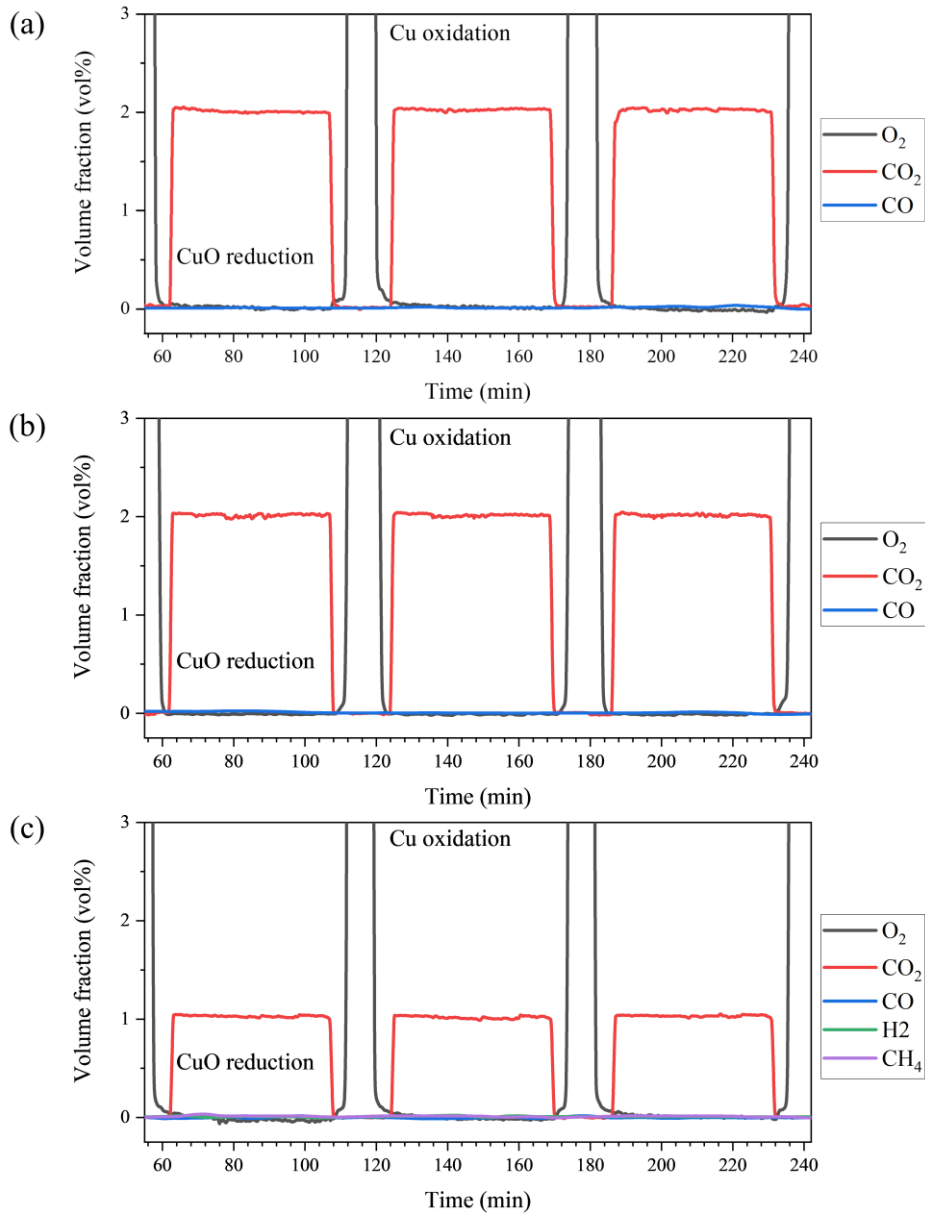 (a)
Cu oxidation
CuO reduction
Volume fraction (vol%)
3
2
1
0
60 80 100 120 140 160 180 200 220 240
Time (min)
O₂
CO₂
CO
(b)
Cu oxidation
CuO reduction
Volume fraction (vol%)
3
2
1
0
60 80 100 120 140 160 180 200 220 240
Time (min)
O₂
CO₂
CO
(c)
Cu oxidation
CuO reduction
Volume fraction (vol%)
3
2
1
0
60 80 100 120 140 160 180 200 220 240
Time (min)
O₂
CO₂
CO
H2
CH₄